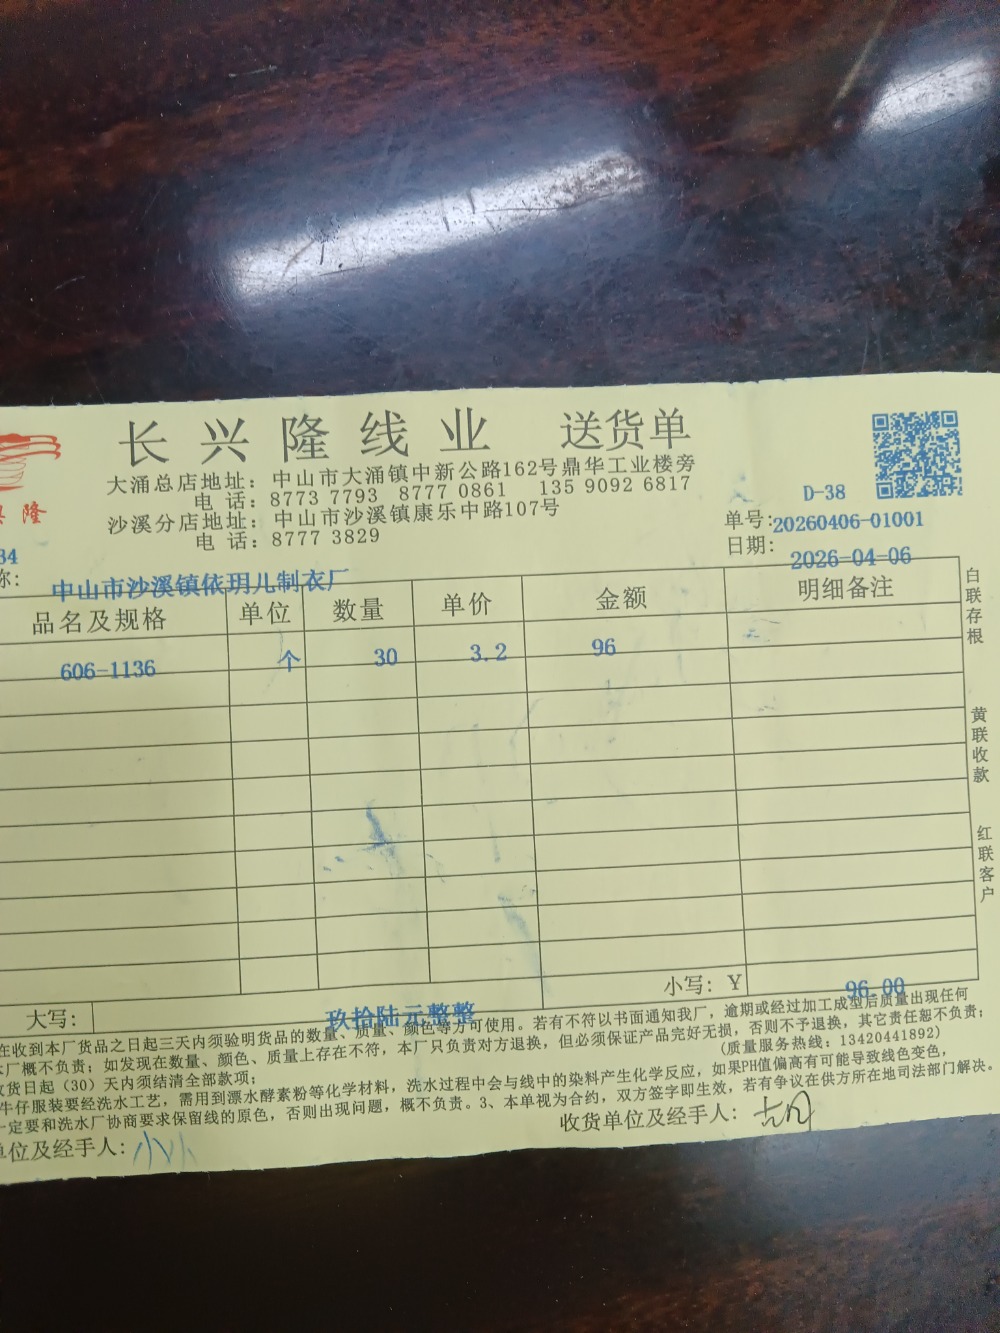 长兴隆线业 送货单
大涌总店地址：中山市大涌镇中新公路162号鼎华工业楼旁
电 话：8773 7793 8777 0861 135 9092 6817
沙溪分店地址：中山市沙溪镇康乐中路107号
电 话：8777 3829
隆
D-38
单号：20260406-01001
日期：2026-04-06
34
称：中山市沙溪镇依玥儿制衣厂
品名及规格 单位 数量 单价 金额 明细备注
606-1136 个 30 3.2 96
白联存根
黄联收款
红联客户
小写：¥ 96.00
大写：玖拾陆元整整
在收到本厂货品之日起三天内须验明货品的数量、质量、颜色等方可使用。若有不符以书面通知我厂，逾期或经过加工成型后质量出现任何
本厂概不负责；如发现在数量、颜色、质量上存在不符，本厂只负责对方退换，但必须保证产品完好无损，否则不予退换，其它责任恕不负责；
收货日起（30）天内须结清全部款项； (质量服务热线：13420441892)
牛仔服装要经洗水工艺，需用到漂水酵素粉等化学材料，洗水过程中会与线中的染料产生化学反应，如果PH值偏高有可能导致线色变色，
一定要和洗水厂协商要求保留线的原色，否则出现问题，概不负责。3、本单视为合约，双方签字即生效，若有争议在供方所在地司法部门解决。
单位及经手人：小小
收货单位及经手人：